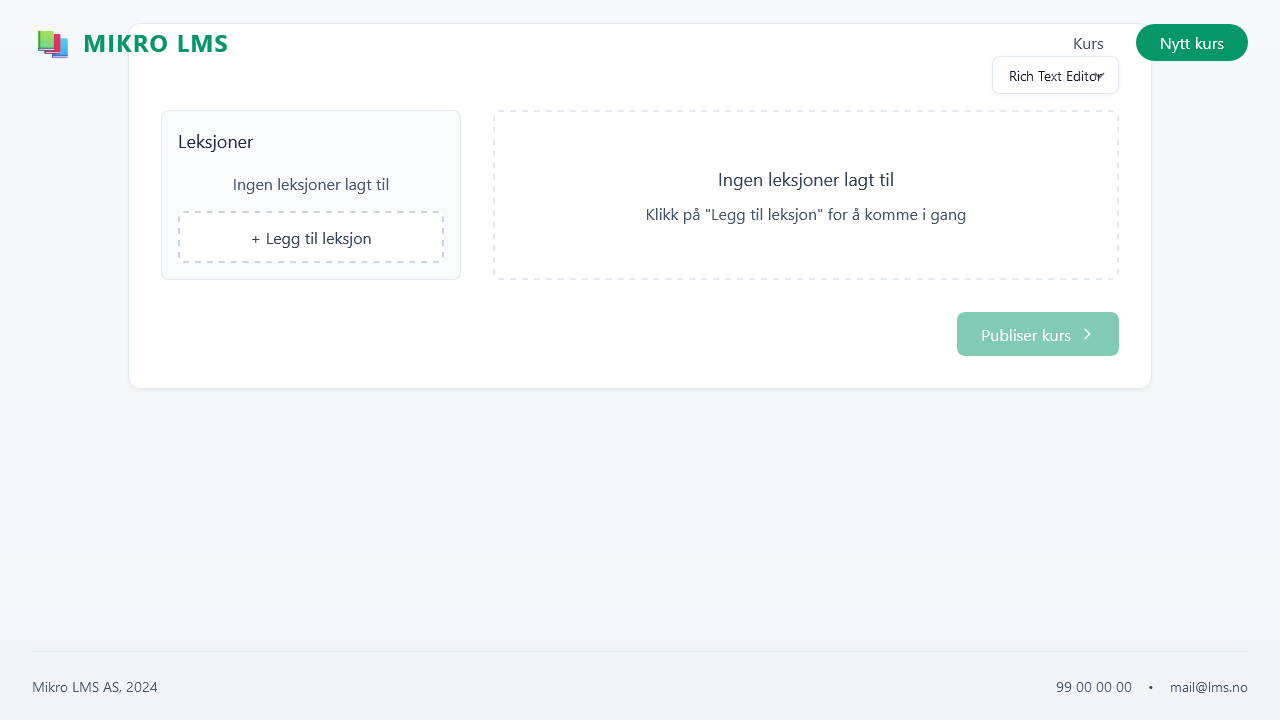 MIKRO LMS
Kurs
Nytt kurs
Rich Text Editor
Leksjoner
Ingen leksjoner lagt til
+ Legg til leksjon
Ingen leksjoner lagt til
Klikk på "Legg til leksjon" for å komme i gang
Publiser kurs
Mikro LMS AS, 2024
99 00 00 00 • mail@lms.no